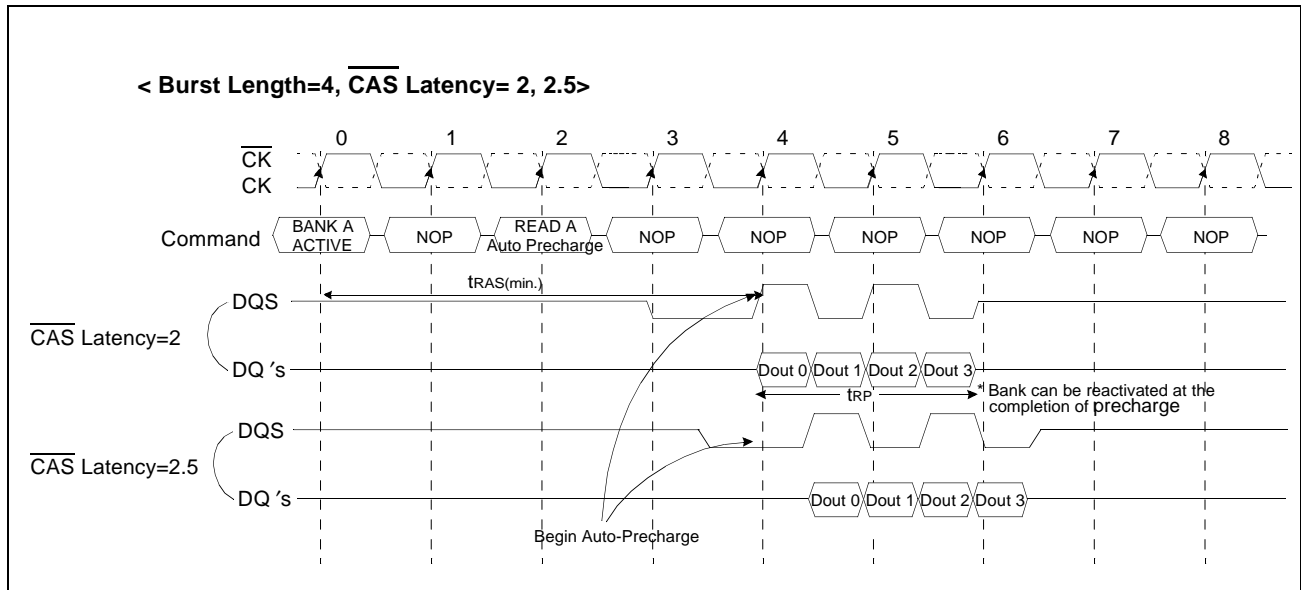 < Burst Length=4, CAS Latency= 2, 2.5>
0 1 2 3 4 5 6 7 8
CK
CK
Command BANK A ACTIVE NOP READ A Auto Precharge NOP NOP NOP NOP NOP NOP
tRAS(min.)
DQS
CAS Latency=2
DQ ′s Dout 0 Dout 1 Dout 2 Dout 3
tRP * Bank can be reactivated at the
completion of precharge
DQS
CAS Latency=2.5
DQ ′s Dout 0 Dout 1 Dout 2 Dout 3
Begin Auto-Precharge